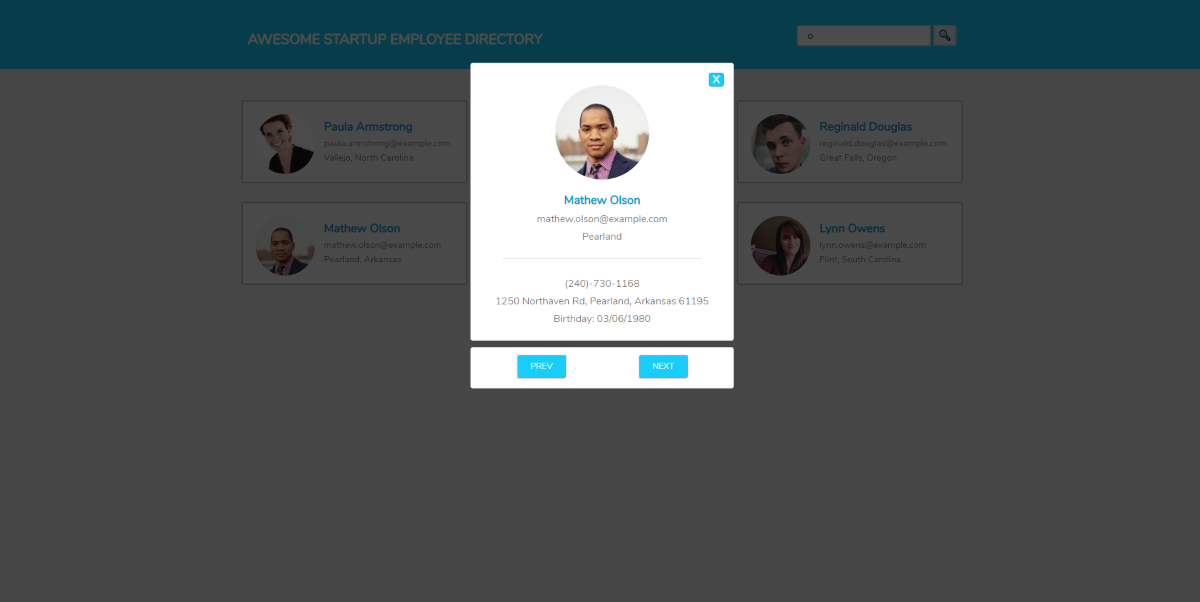 AWESOME STARTUP EMPLOYEE DIRECTORY
o
X
Paula Armstrong
paula.armstrong@example.com
Vallejo, North Carolina
Reginald Douglas
reginald.douglas@example.com
Great Falls, Oregon
Mathew Olson
mathew.olson@example.com
Pearland, Arkansas
Lynn Owens
lynn.owens@example.com
Flint, South Carolina
Mathew Olson
mathew.olson@example.com
Pearland
(240)-730-1168
1250 Northaven Rd, Pearland, Arkansas 61195
Birthday: 03/06/1980
PREV
NEXT